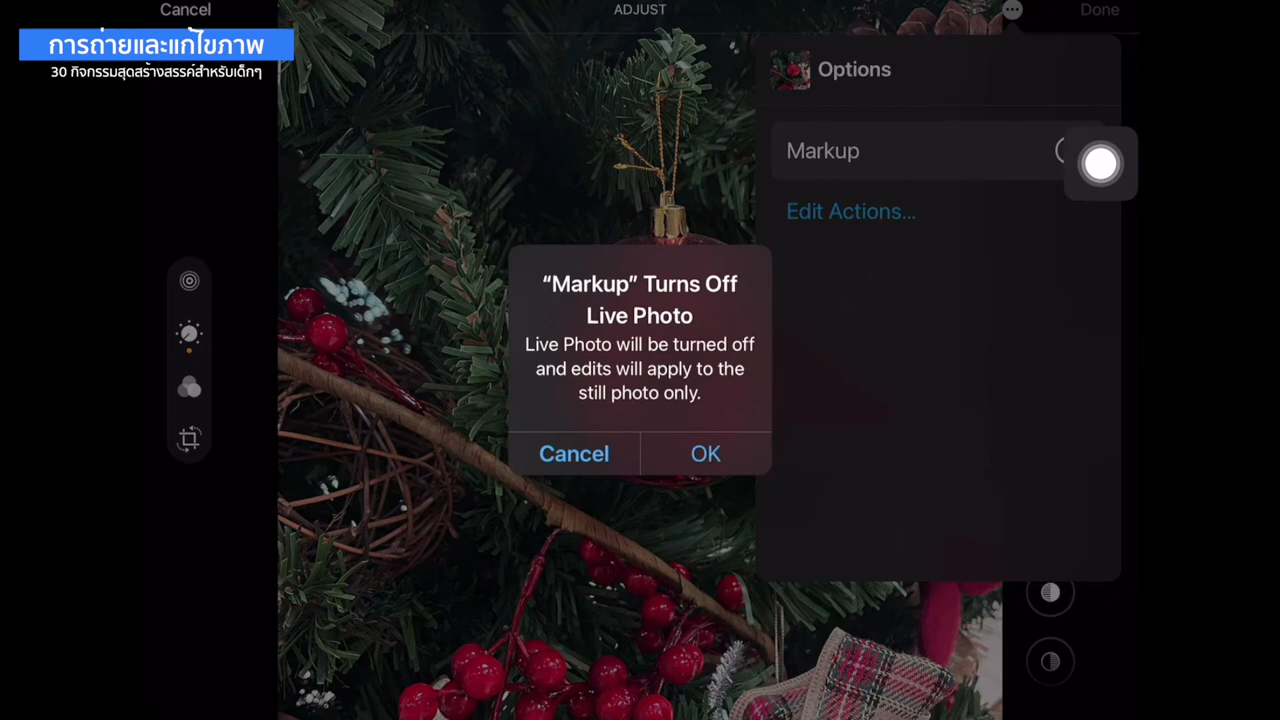 Cancel
ADJUST
Done
การถ่ายและแก้ไขภาพ
30 กิจกรรมสุดสร้างสรรค์สำหรับเด็กๆ
Options
Markup
Edit Actions...
“Markup” Turns Off
Live Photo
Live Photo will be turned off
and edits will apply to the
still photo only.
Cancel
OK